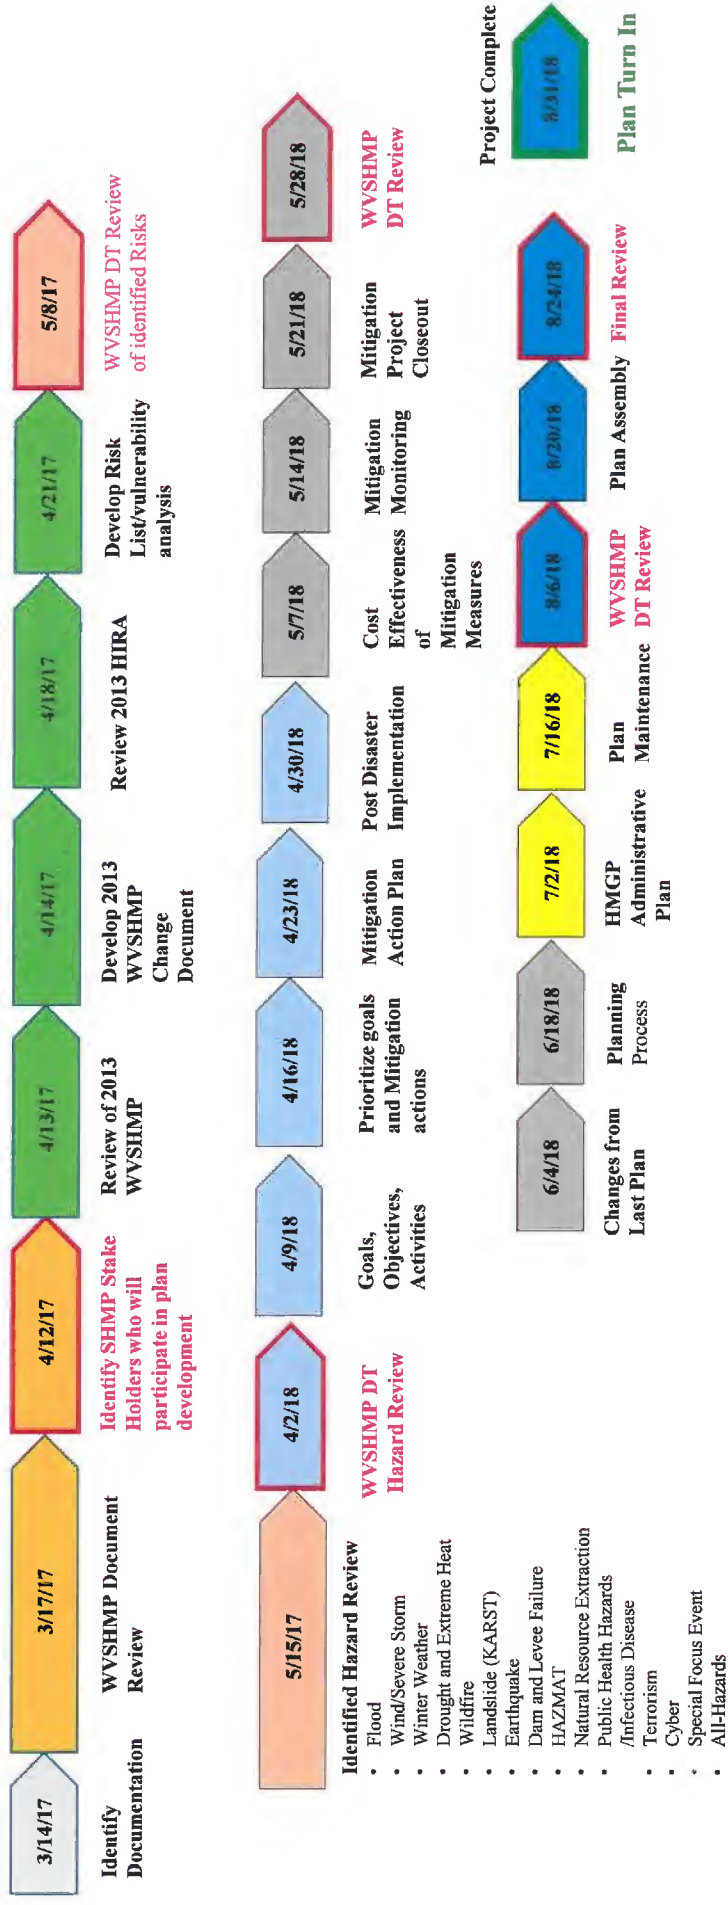 3/14/17
Identify
Documentation
3/17/17
WVSHMP Document
Review
4/12/17
Identify SHMP Stake
Holders who will
participate in plan
development
4/13/17
Review of 2013
WVSHMP
4/14/17
Develop 2013
WVSHMP
Change
Document
4/18/17
Review 2013 HIRA
4/21/17
Develop Risk
List/vulnerability
analysis
5/8/17
WVSHMP DT Review
of identified Risks
5/15/17
Identified Hazard Review
• Flood
• Wind/Severe Storm
• Winter Weather
• Drought and Extreme Heat
• Wildfire
• Landslide (KARST)
• Earthquake
• Dam and Levee Failure
• HAZMAT
• Natural Resource Extraction
• Public Health Hazards
/Infectious Disease
• Terrorism
• Cyber
• Special Focus Event
• All-Hazards
4/2/18
WVSHMP DT
Hazard Review
4/9/18
Goals,
Objectives,
Activities
4/16/18
Prioritize goals
and Mitigation
actions
4/23/18
Mitigation
Action Plan
4/30/18
Post Disaster
Implementation
5/7/18
Cost
Effectiveness
of
Mitigation
Measures
5/14/18
Mitigation
Monitoring
5/21/18
Mitigation
Project
Closeout
5/28/18
WVSHMP
DT Review
6/4/18
Changes from
Last Plan
6/18/18
Planning
Process
7/2/18
HMGP
Administrative
Plan
7/16/18
Plan
Maintenance
8/6/18
WVSHMP
DT Review
8/20/18
Plan Assembly
8/24/18
Final Review
Project Complete
8/31/18
Plan Turn In